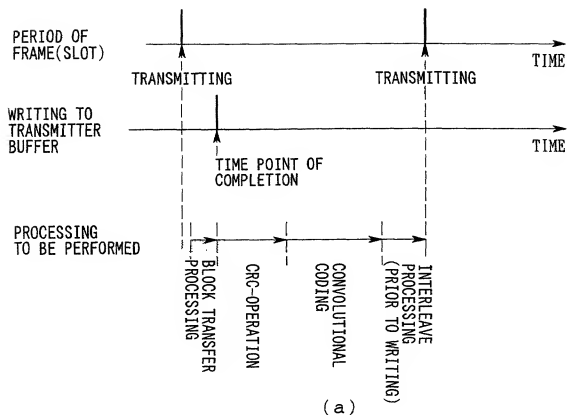 PERIOD OF
FRAME(SLOT)
TIME
TRANSMITTING
TRANSMITTING
WRITING TO
TRANSMITTER
BUFFER
TIME
TIME POINT OF
COMPLETION
PROCESSING
TO BE PERFORMED
BLOCK TRANSFER
PROCESSING
CRC-OPERATION
CONVOLUTIONAL
CODING
INTERLEAVE
PROCESSING
(PRIOR TO WRITING)
(a)